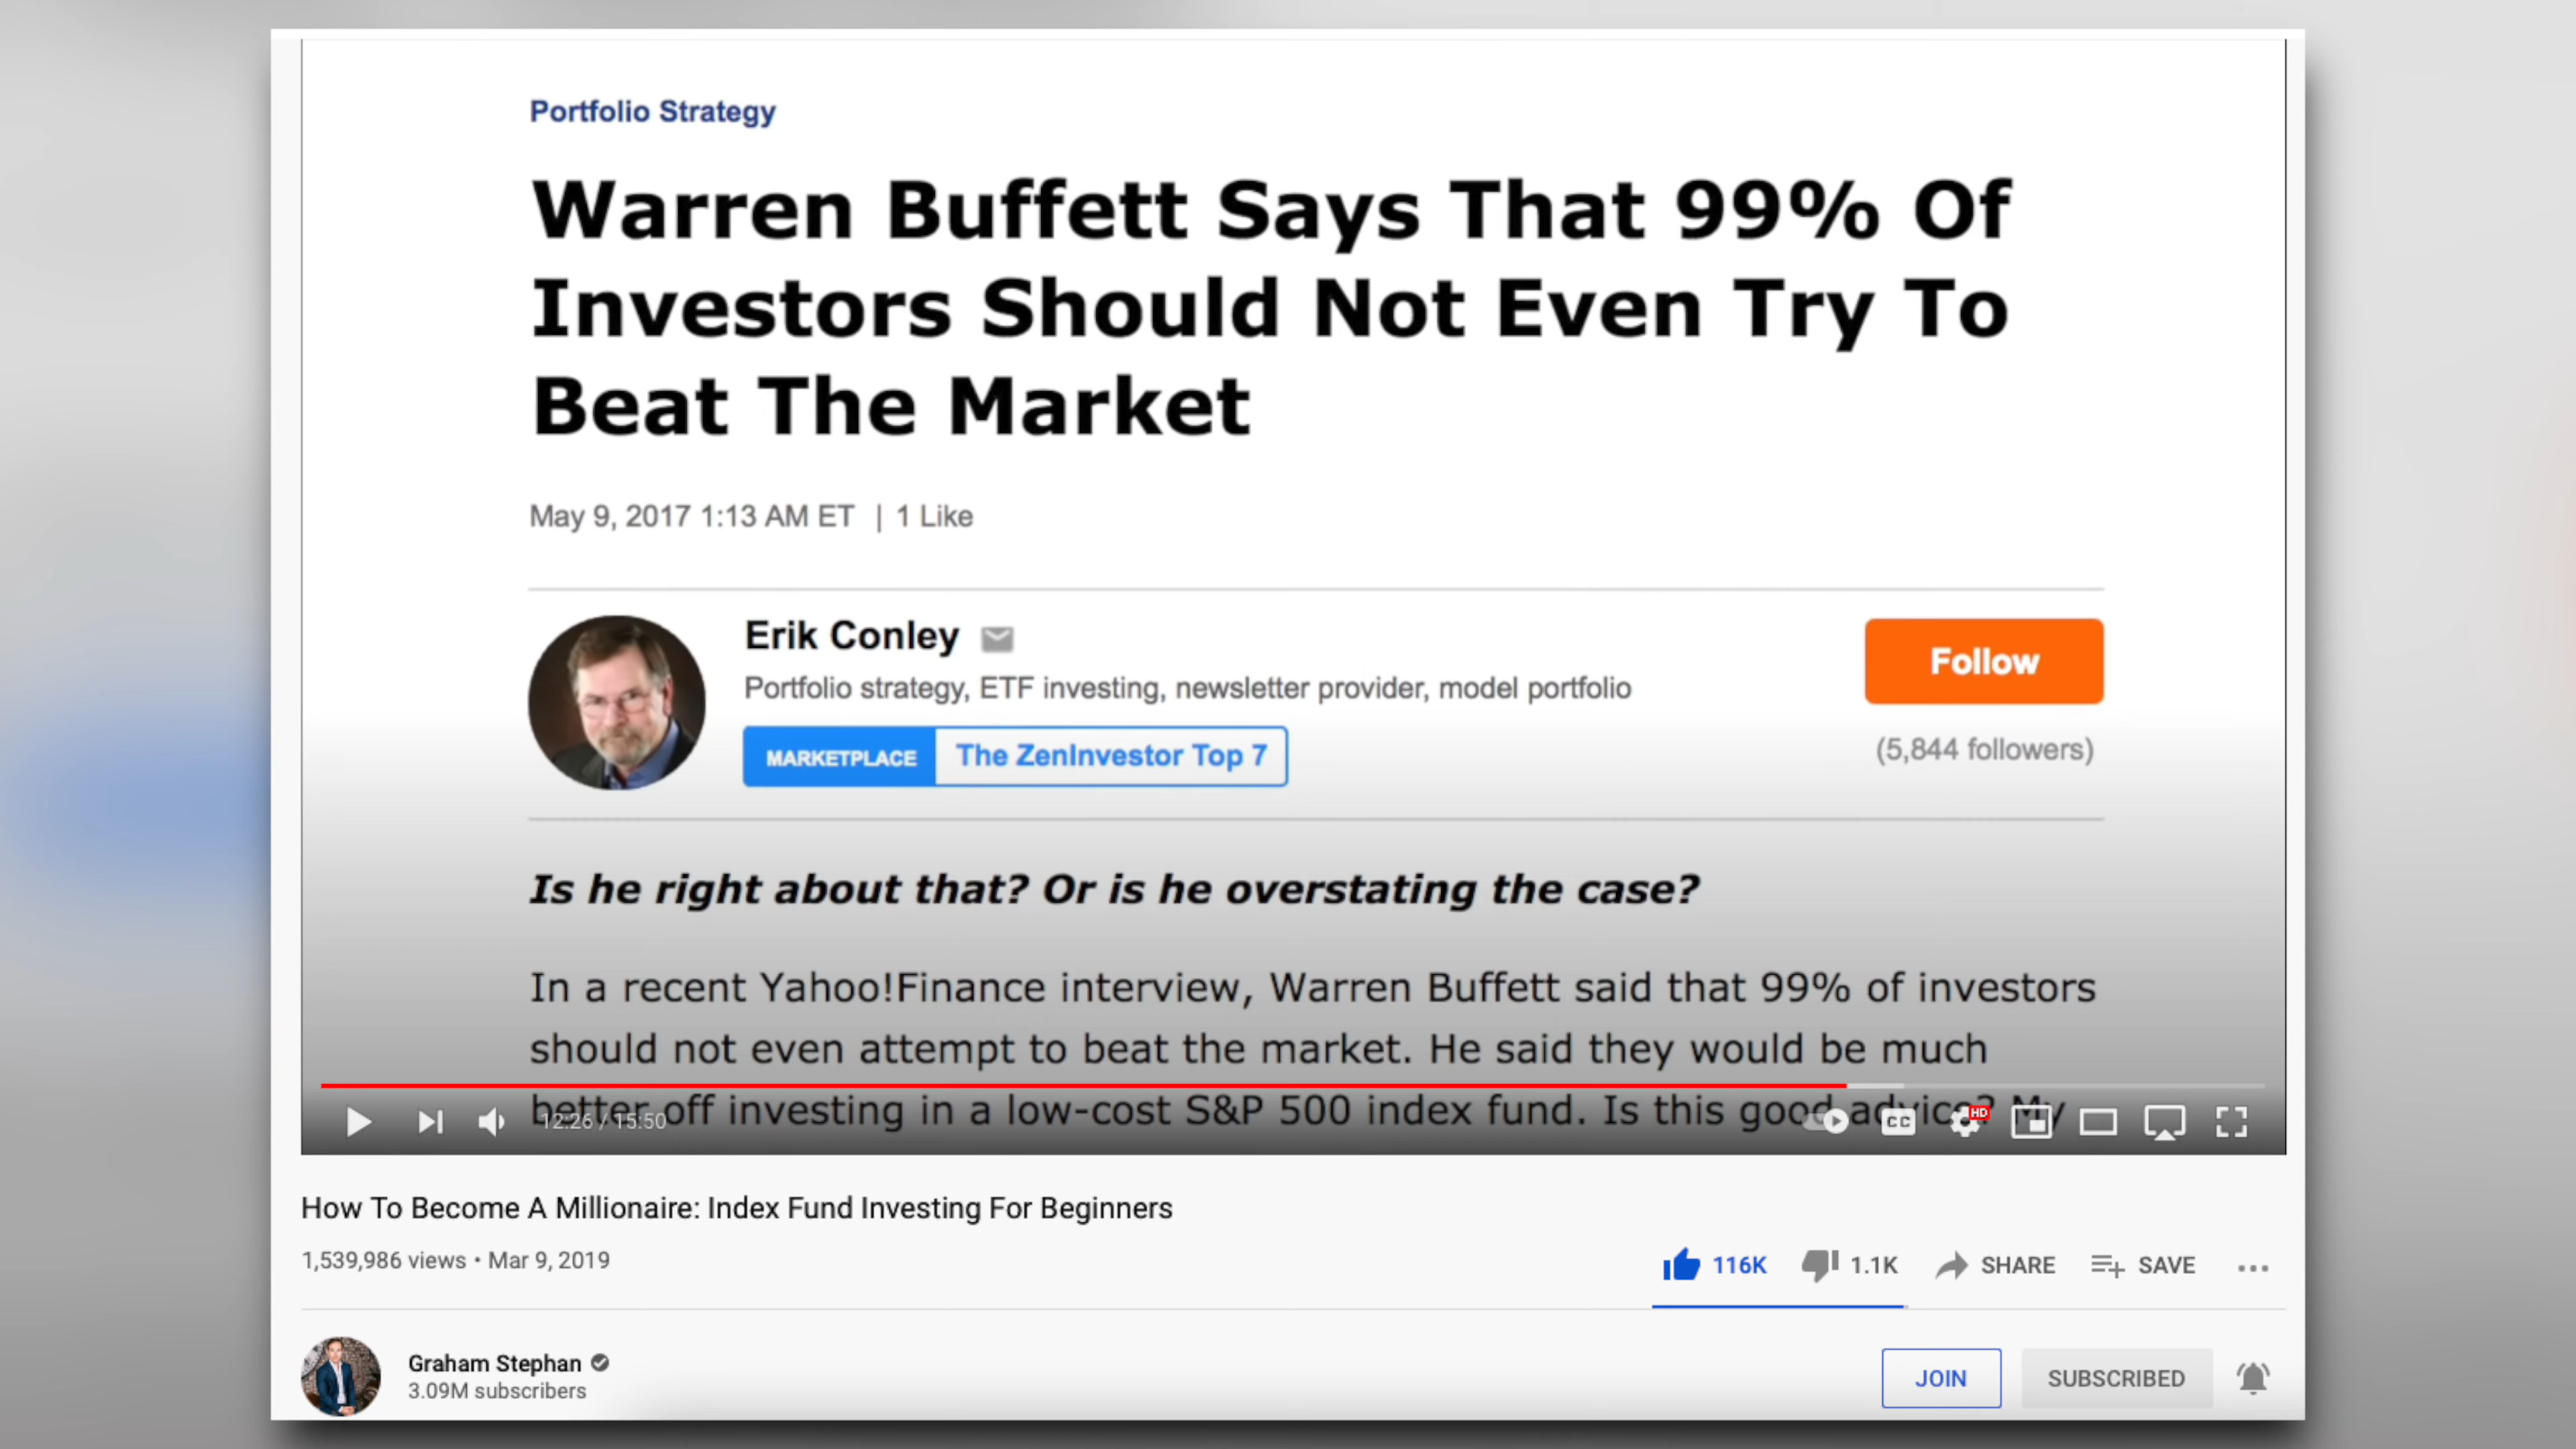 Portfolio Strategy
Warren Buffett Says That 99% Of
Investors Should Not Even Try To
Beat The Market
May 9, 2017 1:13 AM ET | 1 Like
Erik Conley
Portfolio strategy, ETF investing, newsletter provider, model portfolio
MARKETPLACE The ZenInvestor Top 7
Follow
(5,844 followers)
Is he right about that? Or is he overstating the case?
In a recent Yahoo!Finance interview, Warren Buffett said that 99% of investors
should not even attempt to beat the market. He said they would be much
better off investing in a low-cost S&P 500 index fund. Is this good advice? My
12:26 / 15:50
CC
HD
How To Become A Millionaire: Index Fund Investing For Beginners
1,539,986 views • Mar 9, 2019
116K 1.1K SHARE SAVE
Graham Stephan
3.09M subscribers
JOIN SUBSCRIBED